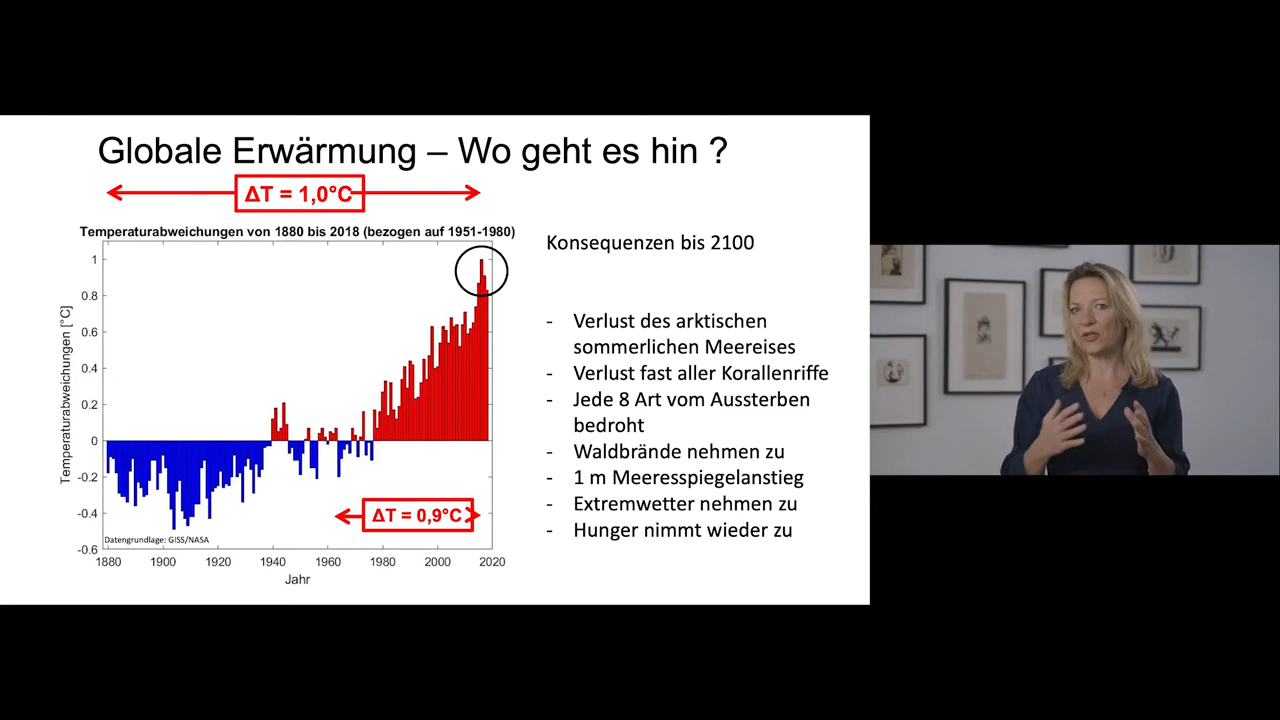 Globale Erwärmung – Wo geht es hin ?
ΔT = 1,0°C
Temperaturabweichungen von 1880 bis 2018 (bezogen auf 1951-1980)
Temperaturabweichungen [°C]
1
0.8
0.6
0.4
0.2
0
-0.2
-0.4
-0.6
ΔT = 0,9°C
Datengrundlage: GISS/NASA
1880 1900 1920 1940 1960 1980 2000 2020
Jahr
Konsequenzen bis 2100
- Verlust des arktischen
sommerlichen Meereises
- Verlust fast aller Korallenriffe
- Jede 8 Art vom Aussterben
bedroht
- Waldbrände nehmen zu
- 1 m Meeresspiegelanstieg
- Extremwetter nehmen zu
- Hunger nimmt wieder zu